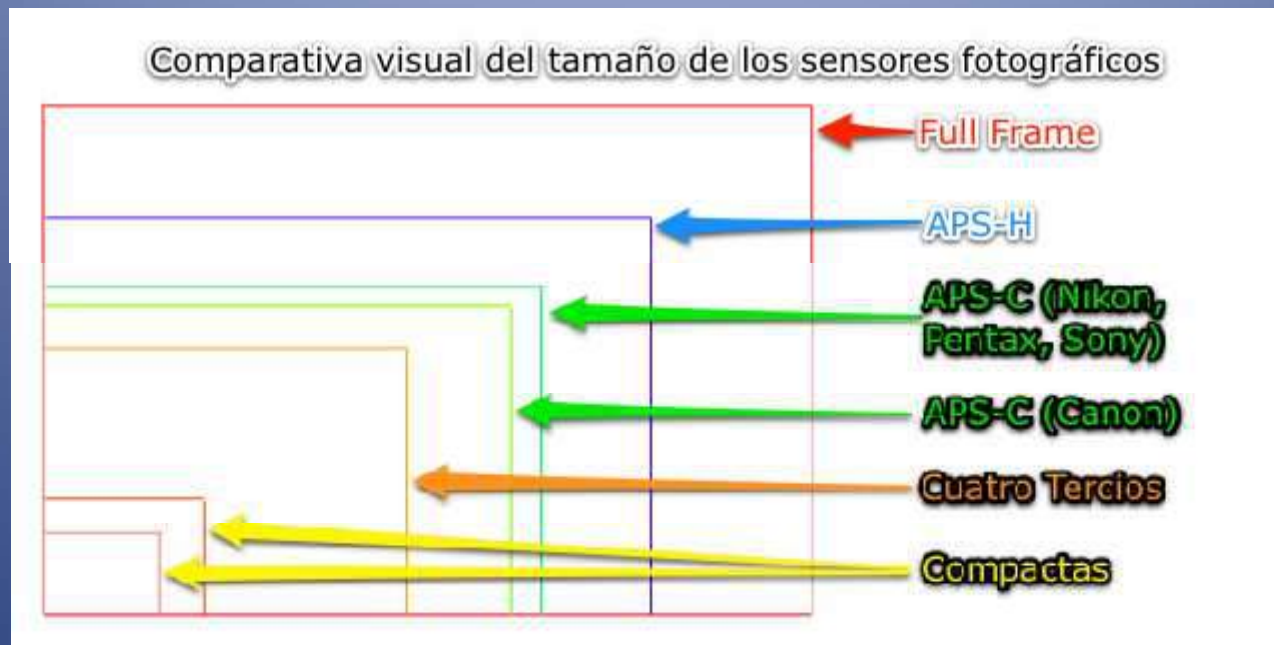 Comparativa visual del tamaño de los sensores fotográficos
Full Frame
APS-H
APS-C (Nikon,
Pentax, Sony)
APS-C (Canon)
Cuatro Tercios
Compactas